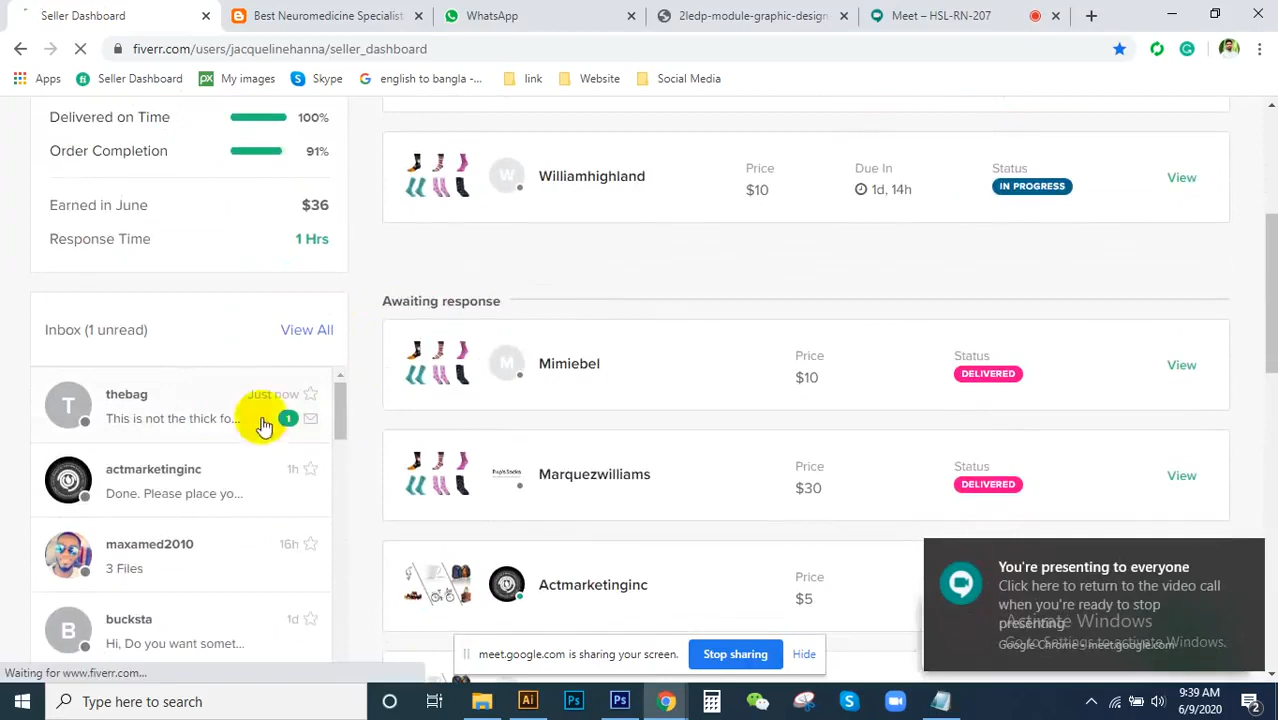 Seller Dashboard
Best Neuromedicine Specialist
WhatsApp
2ledp-module-graphic-design
Meet – HSL-RN-207
fiverr.com/users/jacquelinehanna/seller_dashboard
Apps
Seller Dashboard
My images
Skype
english to bangla -...
link
Website
Social Media
Delivered on Time
100%
Order Completion
91%
Earned in June
$36
Response Time
1 Hrs
Inbox (1 unread)
View All
thebag
Just now
This is not the thick fo...
1
actmarketinginc
1h
Done. Please place yo...
maxamed2010
16h
3 Files
B
bucksta
1d
Hi, Do you want somet...
T
W
Williamhighland
Price
$10
Due In
1d, 14h
Status
IN PROGRESS
View
Awaiting response
M
Mimiebel
Price
$10
Status
DELIVERED
View
Pup's Socks
Marquezwilliams
Price
$30
Status
DELIVERED
View
Actmarketinginc
Price
$5
You're presenting to everyone
Click here to return to the video call
when you're ready to stop
presenting
Google Chrome • meet.google.com
Activate Windows
Go to Settings to activate Windows.
meet.google.com is sharing your screen.
Stop sharing
Hide
Waiting for www.fiverr.com...
Type here to search
Ai
Ps
Ps
9:39 AM
6/9/2020
2